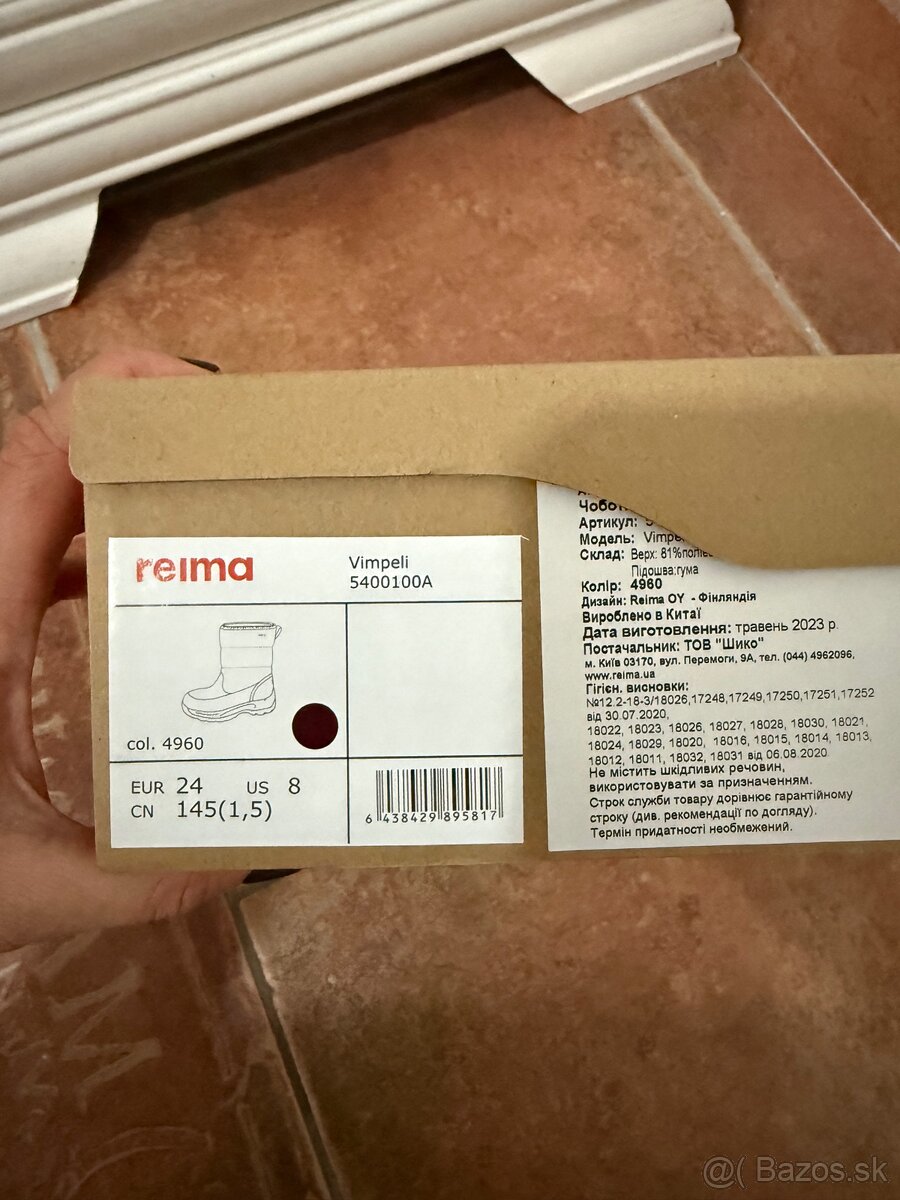 reima
Vimpeli
5400100A
col. 4960
EUR 24 US 8
CN 145(1,5)
6 438429 895817
Артикул:
Модель:
Склад: Верх: 81%
Підошва:гума
Колір: 4960
Дизайн: Reima OY - Фінляндія
Вироблено в Китаї
Дата виготовлення: травень 2023 р.
Постачальник: ТОВ "Шико"
м. Київ 03170, вул. Перемоги, 9А, тел. (044) 4962096,
www.reima.ua
Гігієн. висновки:
№12.2-18-3/18026,17248,17249,17250,17251,17252
від 30.07.2020,
18022, 18023, 18026, 18027, 18028, 18030, 18021,
18024, 18029, 18020, 18016, 18015, 18014, 18013,
18012, 18011, 18032, 18031 від 06.08.2020.
Не містить шкідливих речовин,
використовувати за призначенням.
Строк служби товару дорівнює гарантійному
строку (див. рекомендації по догляду).
Термін придатності необмежений.
@( Bazos.sk